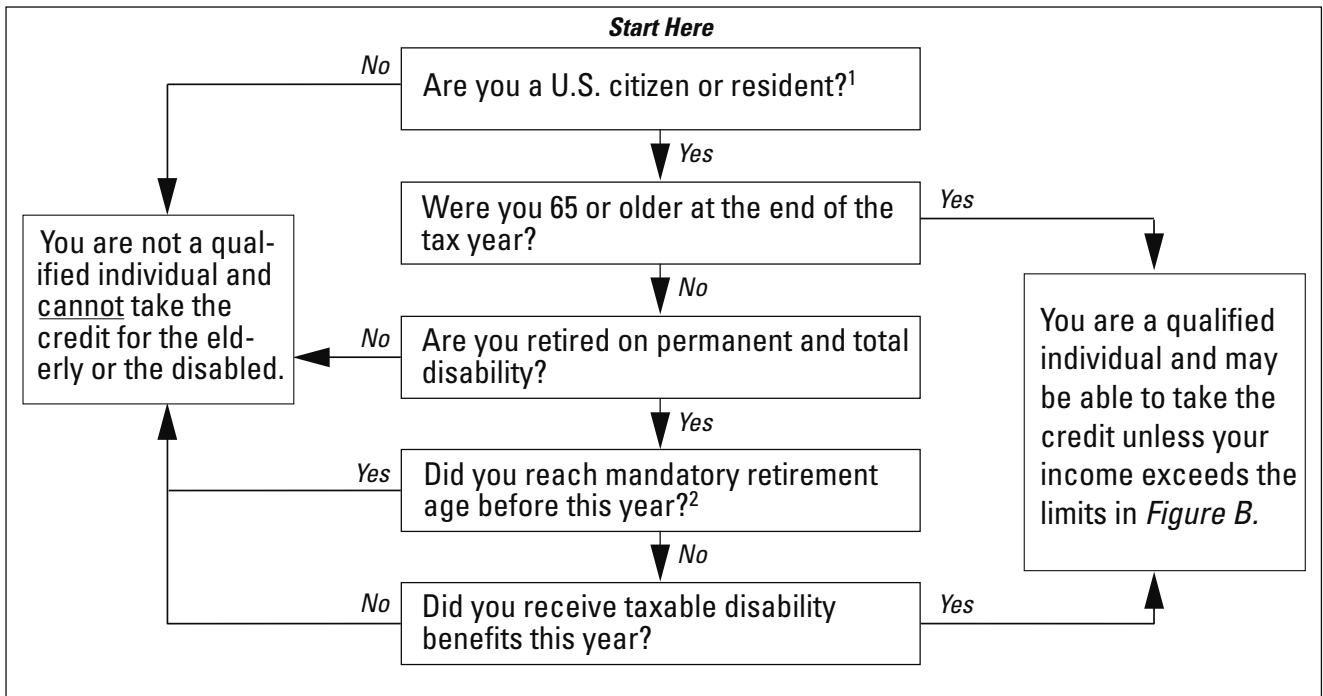 Start Here
No
Are you a U.S. citizen or resident?1
Yes
Were you 65 or older at the end of the
tax year?
Yes
No
You are not a qual-
ified individual and
cannot take the
credit for the eld-
erly or the disabled.
No
Are you retired on permanent and total
disability?
You are a qualified
individual and may
be able to take the
credit unless your
income exceeds the
limits in Figure B.
Yes
Yes
Did you reach mandatory retirement
age before this year?2
No
No
Did you receive taxable disability
benefits this year?
Yes